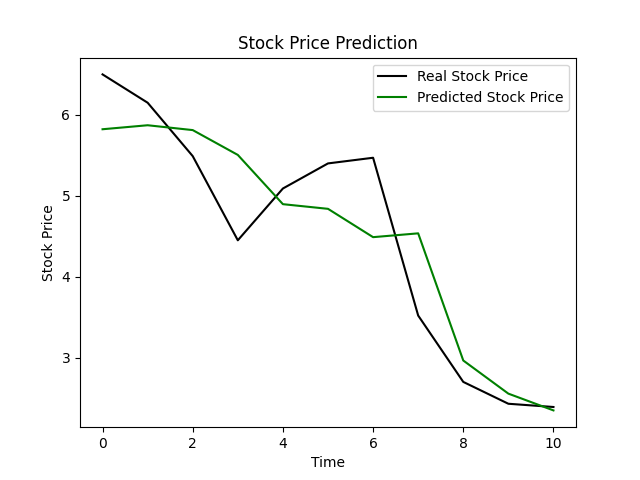 Stock Price Prediction
Real Stock Price
Predicted Stock Price
Stock Price
6
5
4
3
0 2 4 6 8 10
Time